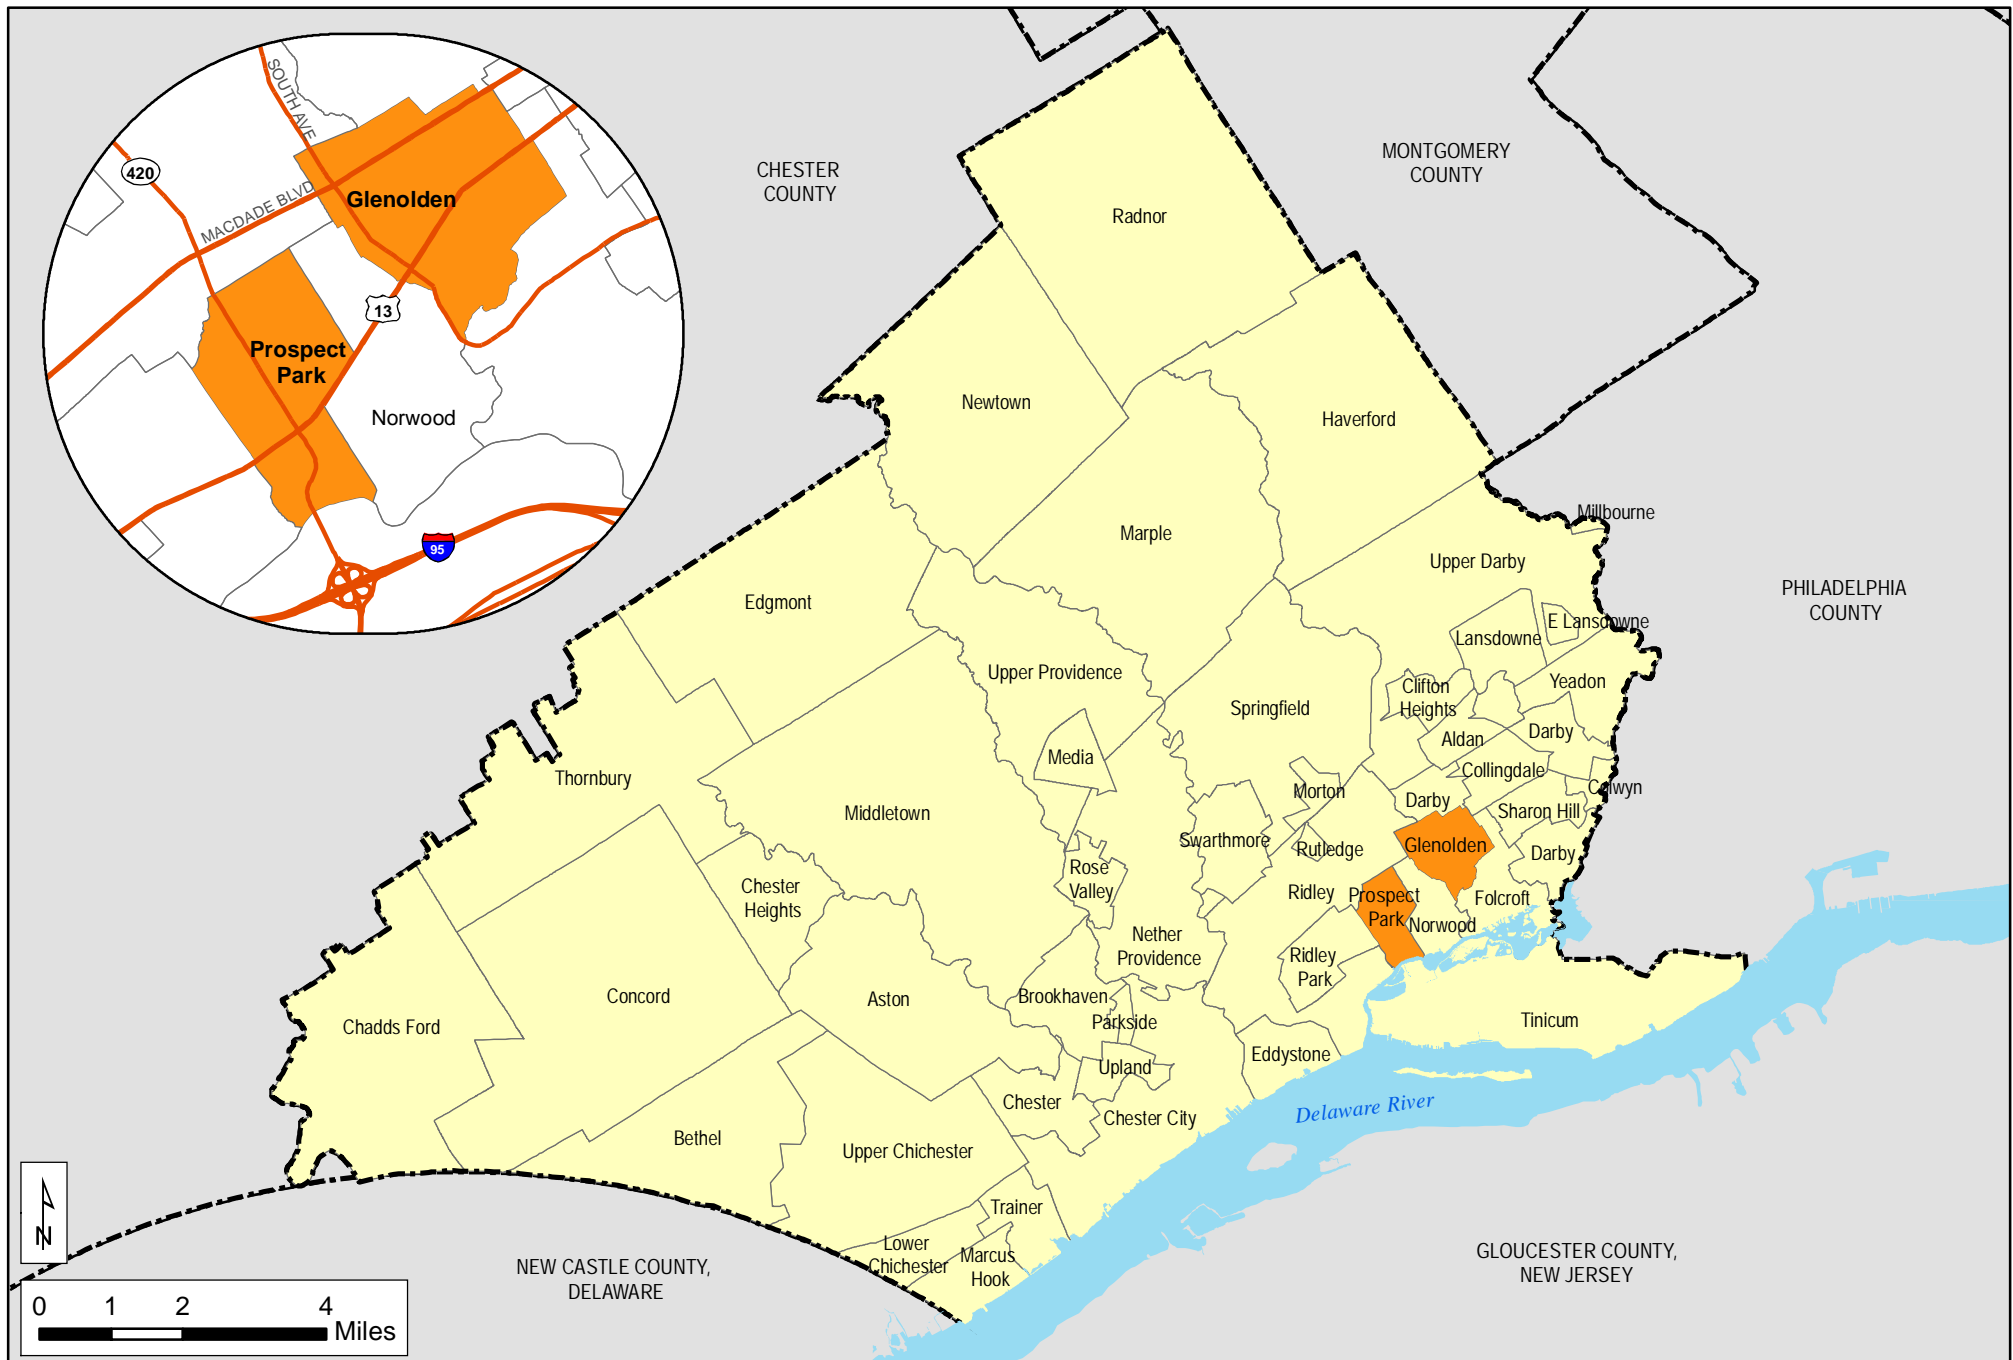 SOUTH AVE
420
MACDADE BLVD
Glenolden
13
Prospect
Park
Norwood
95
CHESTER
COUNTY
MONTGOMERY
COUNTY
PHILADELPHIA
COUNTY
Radnor
Newtown
Haverford
Marple
Millbourne
Upper Darby
Edgmont
E Lansdowne
Lansdowne
Upper Providence
Yeadon
Clifton
Heights
Springfield
Darby
Aldan
Media
Collingdale
Thornbury
Colwyn
Morton
Darby
Sharon Hill
Middletown
Swarthmore
Rutledge
Glenolden
Darby
Rose
Valley
Chester
Heights
Ridley
Prospect
Park
Folcroft
Norwood
Nether
Providence
Ridley
Park
Concord
Aston
Brookhaven
Chadds Ford
Parkside
Tinicum
Eddystone
Upland
Chester
Delaware River
Chester City
Bethel
Upper Chichester
Trainer
Lower
Chichester
Marcus
Hook
NEW CASTLE COUNTY,
DELAWARE
GLOUCESTER COUNTY,
NEW JERSEY
N
0 1 2 4
Miles